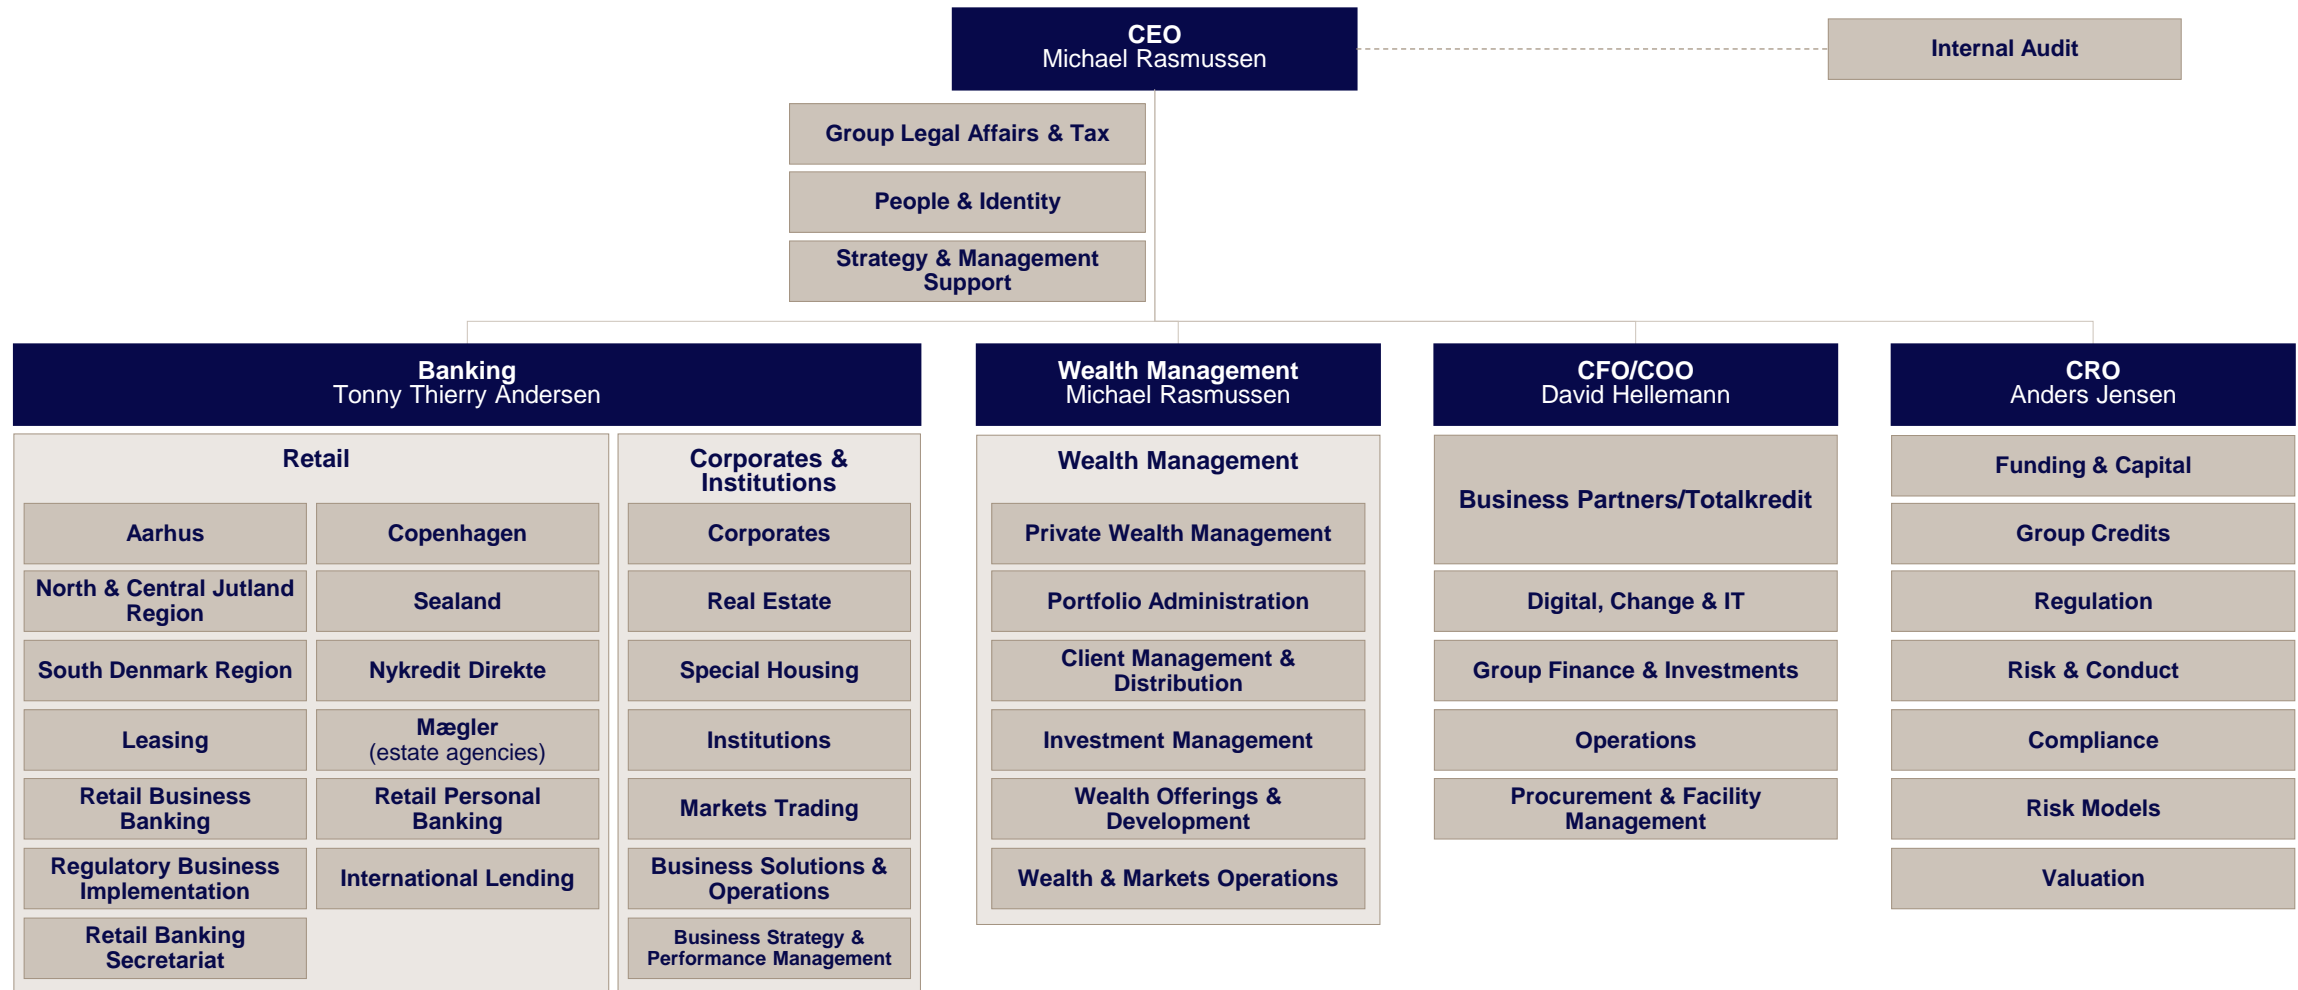 CEO
Michael Rasmussen
Internal Audit
Group Legal Affairs & Tax
People & Identity
Strategy & Management
Support
Banking
Tonny Thierry Andersen
Retail
Aarhus
Copenhagen
North & Central Jutland
Region
Sealand
South Denmark Region
Nykredit Direkte
Leasing
Mægler
(estate agencies)
Retail Business
Banking
Retail Personal
Banking
Regulatory Business
Implementation
International Lending
Retail Banking
Secretariat
Corporates &
Institutions
Corporates
Real Estate
Special Housing
Institutions
Markets Trading
Business Solutions &
Operations
Business Strategy &
Performance Management
Wealth Management
Michael Rasmussen
Wealth Management
Private Wealth Management
Portfolio Administration
Client Management &
Distribution
Investment Management
Wealth Offerings &
Development
Wealth & Markets Operations
CFO/COO
David Hellemann
Business Partners/Totalkredit
Digital, Change & IT
Group Finance & Investments
Operations
Procurement & Facility
Management
CRO
Anders Jensen
Funding & Capital
Group Credits
Regulation
Risk & Conduct
Compliance
Risk Models
Valuation